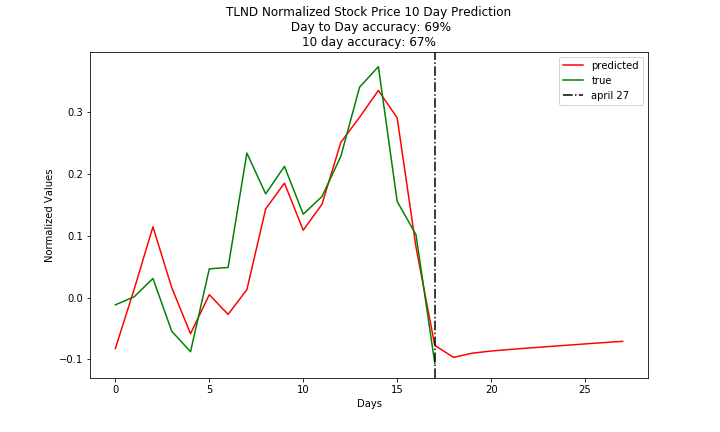 TLND Normalized Stock Price 10 Day Prediction
Day to Day accuracy: 69%
10 day accuracy: 67%
predicted
true
april 27
Normalized Values
0.3
0.2
0.1
0.0
−0.1
0
5
10
15
20
25
Days